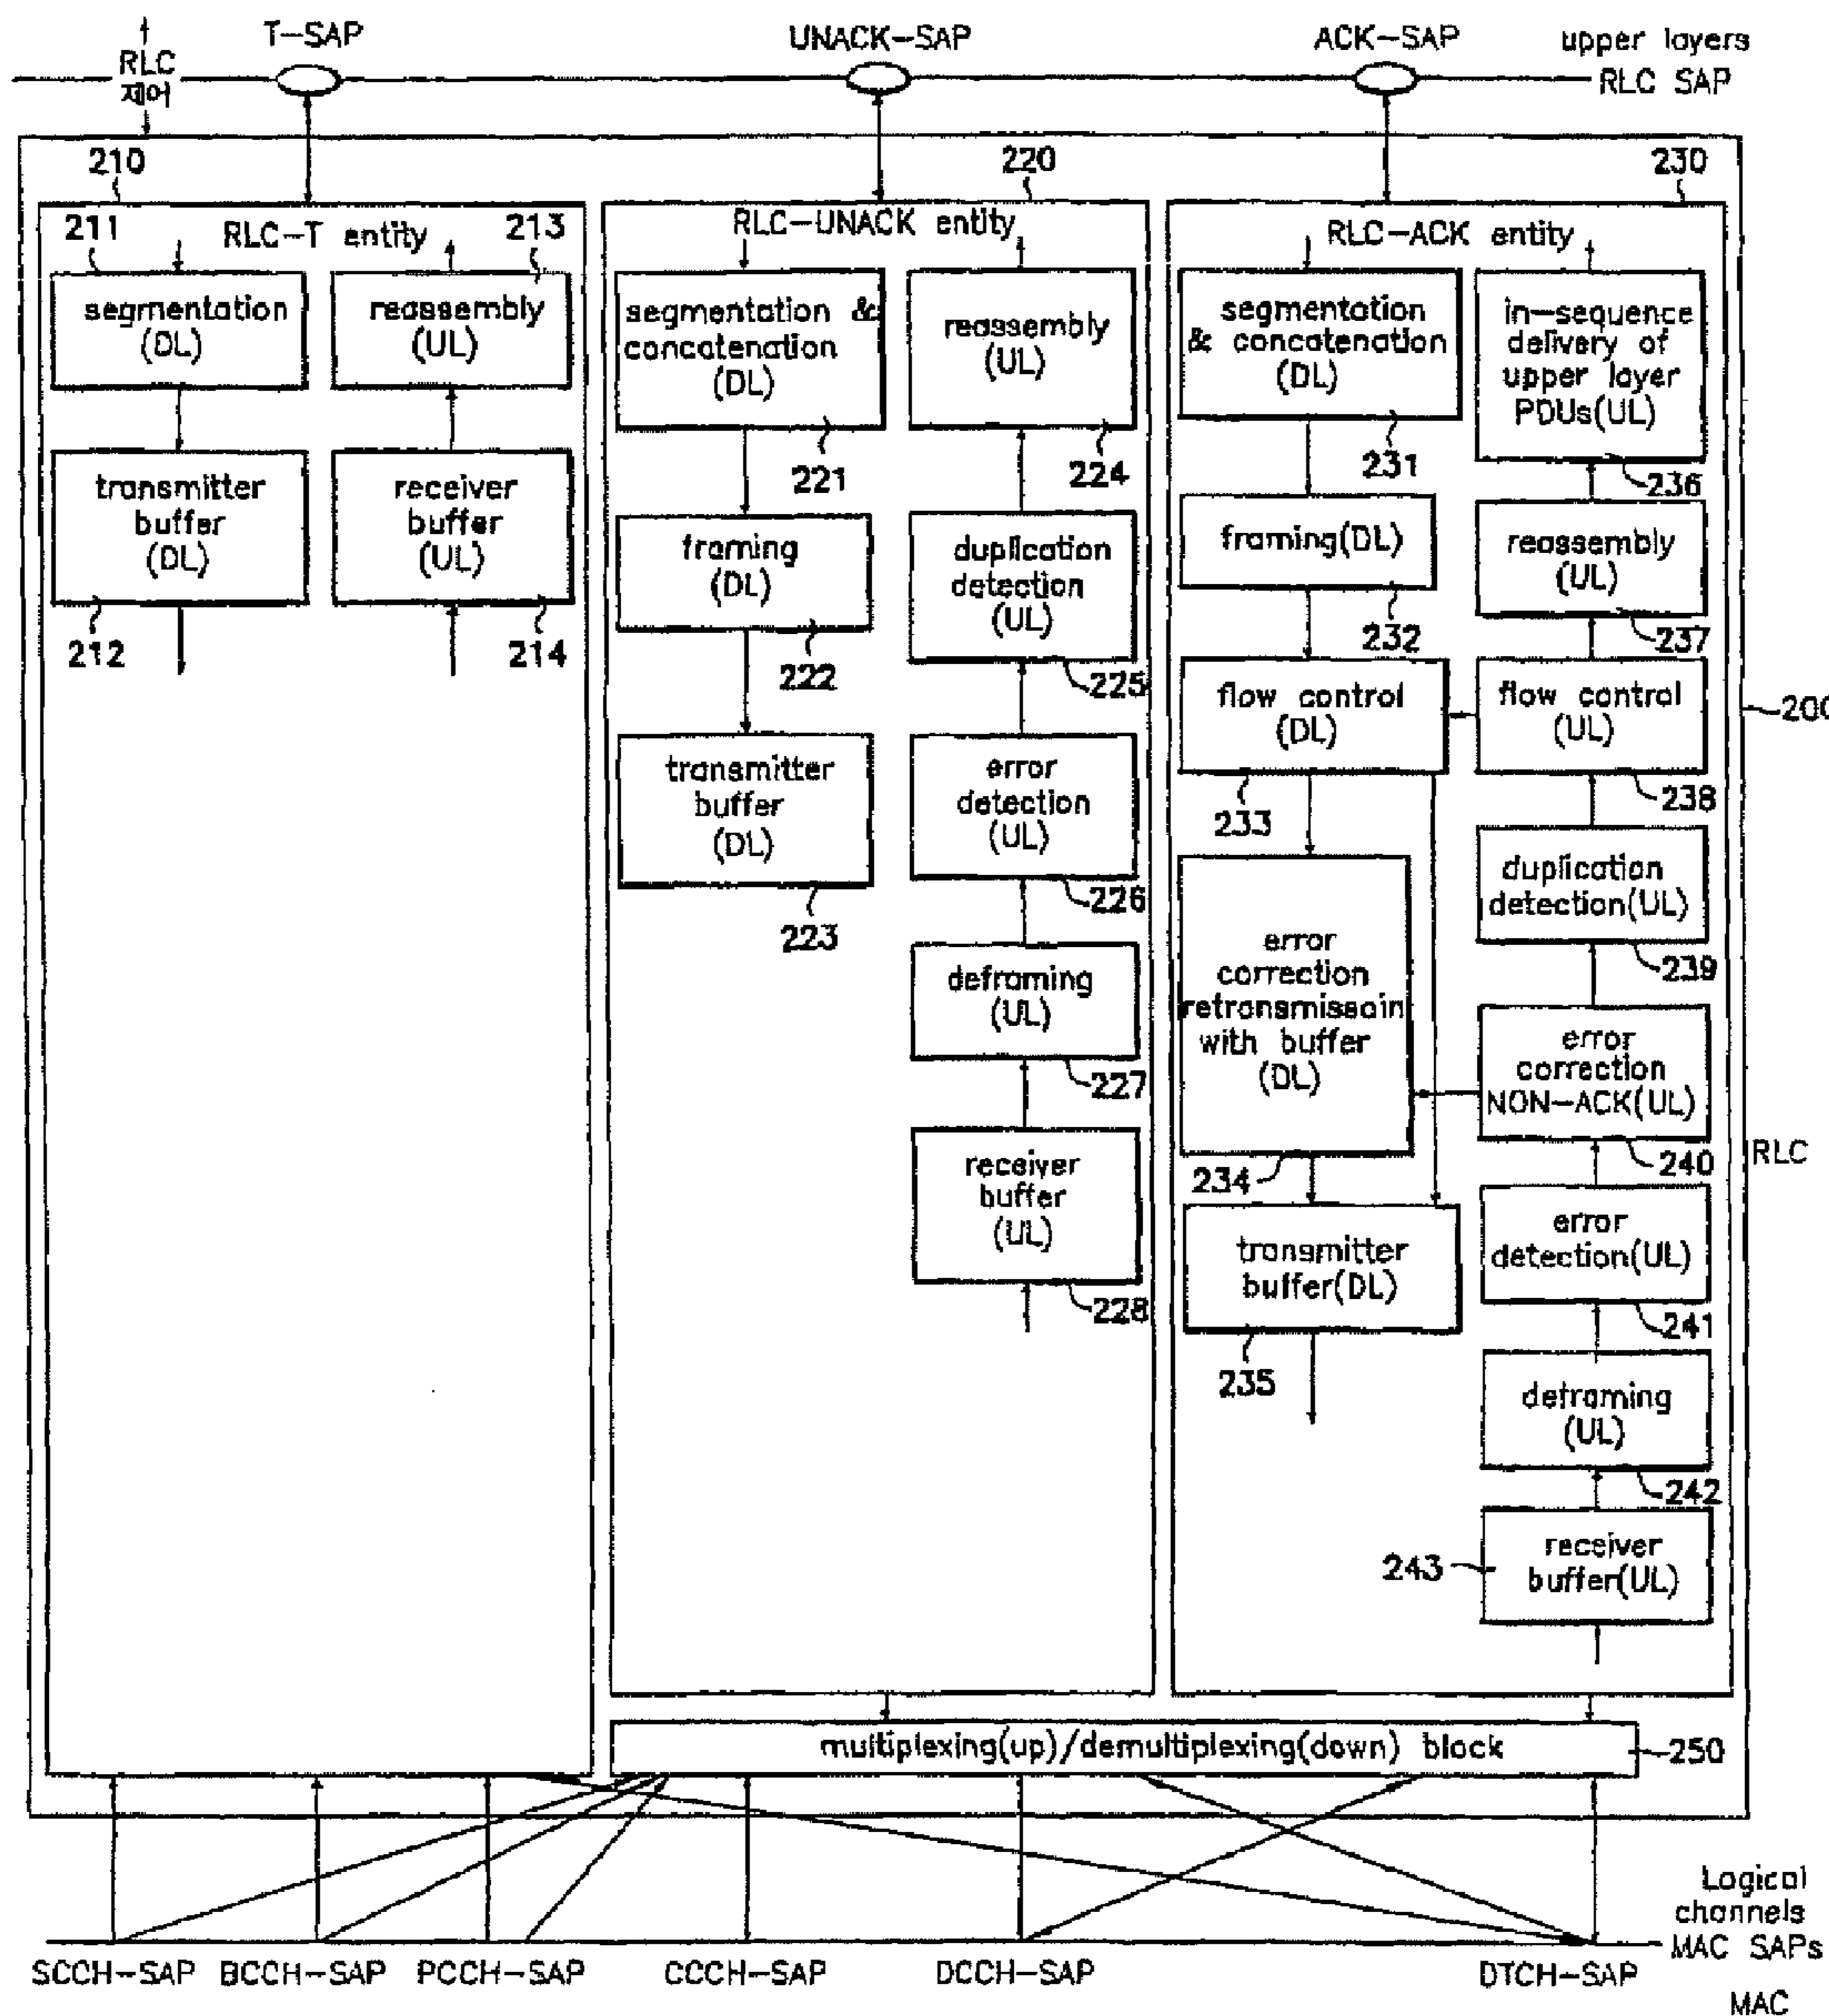 T-SAP UNACK-SAP ACK-SAP upper layers
RLC
제어
RLC SAP
210 220 230
RLC-T entity
211 213
segmentation
(DL)
reassembly
(UL)
transmitter
buffer
(DL)
receiver
buffer
(UL)
212 214
RLC-UNACK entity
segmentation &
concatenation
(DL)
221
framing
(DL)
222
transmitter
buffer
(DL)
223
reassembly
(UL)
224
duplication
detection
(UL)
225
error
detection
(UL)
226
deframing
(UL)
227
receiver
buffer
(UL)
228
RLC-ACK entity
segmentation
& concatenation
(DL)
231
framing(DL)
232
flow control
(DL)
233
error
correction
retransmissoin
with buffer
(DL)
234
transmitter
buffer(DL)
235
in-sequence
delivery of
upper layer
PDUs(UL)
236
reassembly
(UL)
237
flow control
(UL)
238
duplication
detection(UL)
239
error
correction
NON-ACK(UL)
240
error
detection(UL)
241
deframing
(UL)
242
receiver
buffer(UL)
243
200
RLC
multiplexing(up)/demultiplexing(down) block
250
Logical
channels
MAC SAPs
SCCH-SAP BCCH-SAP PCCH-SAP CCCH-SAP DCCH-SAP DTCH-SAP
MAC